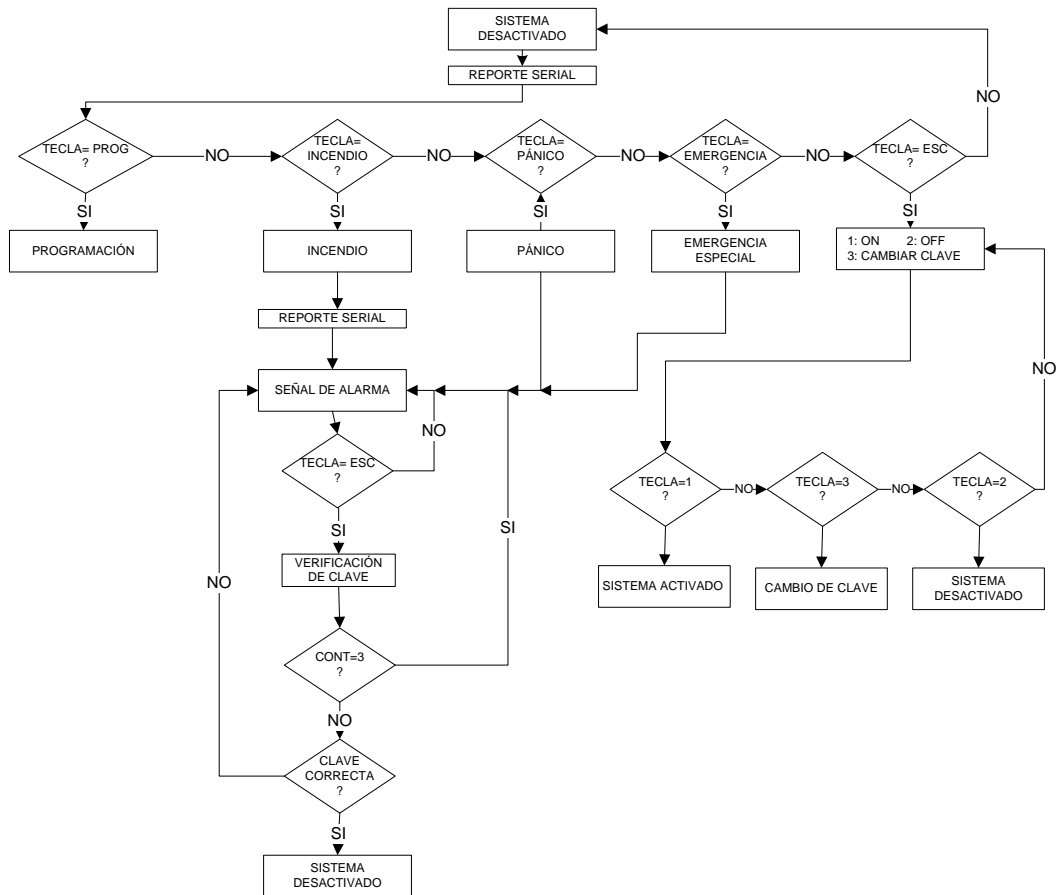 SISTEMA
DESACTIVADO
REPORTE SERIAL
NO
TECLA= PROG
?
NO
TECLA=
INCENDIO
?
NO
TECLA=
PÁNICO
?
NO
TECLA=
EMERGENCIA
?
NO
TECLA= ESC
?
SI
SI
SI
SI
SI
PROGRAMACIÓN
INCENDIO
PÁNICO
EMERGENCIA
ESPECIAL
1: ON 2: OFF
3: CAMBIAR CLAVE
REPORTE SERIAL
NO
SEÑAL DE ALARMA
NO
TECLA= ESC
?
TECLA=1
?
NO
TECLA=3
?
NO
TECLA=2
?
SI
SI
VERIFICACIÓN
DE CLAVE
NO
SISTEMA ACTIVADO
CAMBIO DE CLAVE
SISTEMA
DESACTIVADO
CONT=3
?
NO
CLAVE
CORRECTA
?
SI
SISTEMA
DESACTIVADO